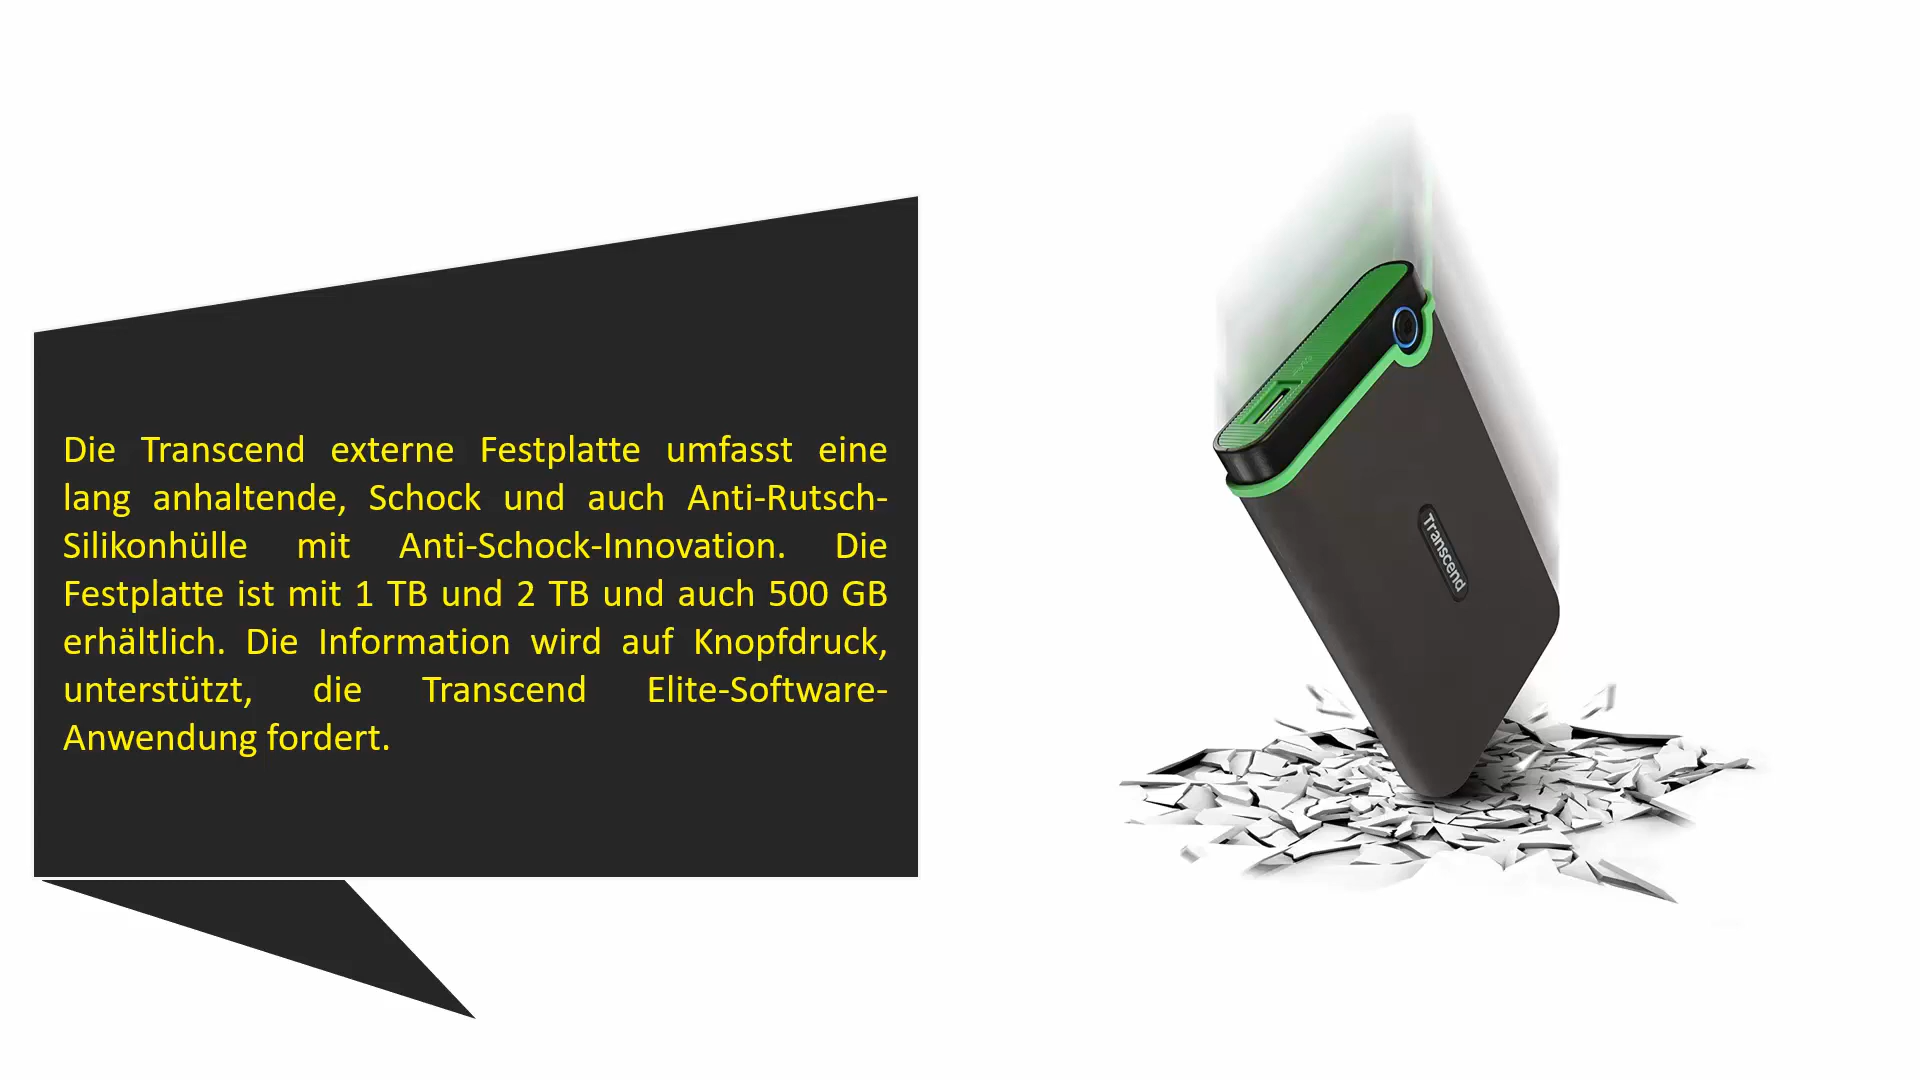 Die Transcend externe Festplatte umfasst eine
lang anhaltende, Schock und auch Anti-Rutsch-
Silikonhülle mit Anti-Schock-Innovation. Die
Festplatte ist mit 1 TB und 2 TB und auch 500 GB
erhältlich. Die Information wird auf Knopfdruck,
unterstützt, die Transcend Elite-Software-
Anwendung fordert.
Transcend